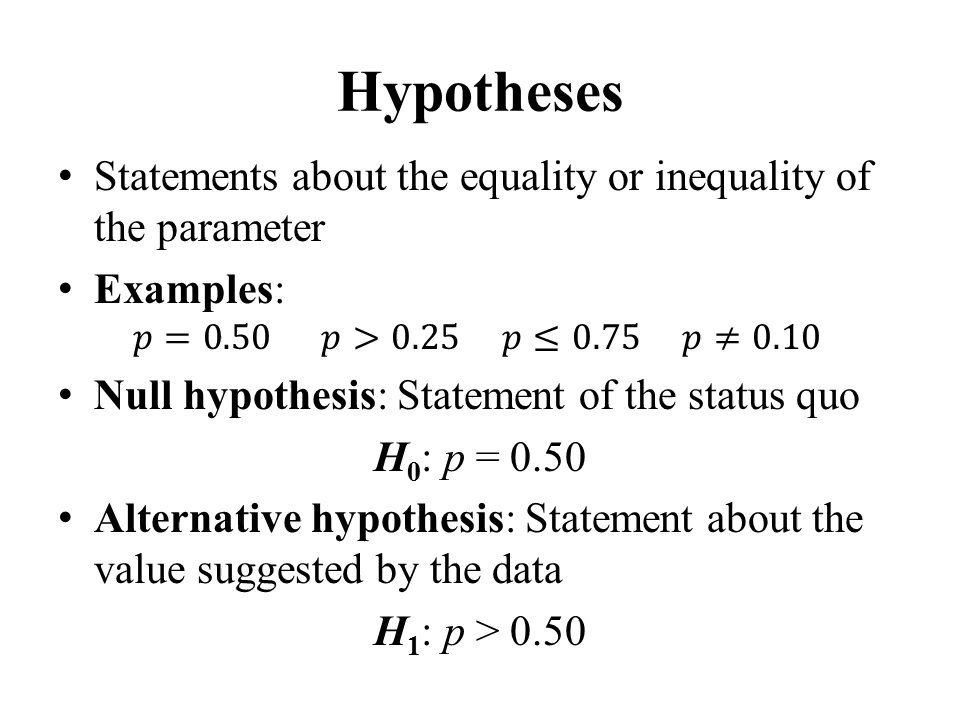 Hypotheses
• Statements about the equality or inequality of
the parameter
• Examples:
𝑝 = 0.50 𝑝 > 0.25 𝑝 ≤ 0.75 𝑝 ≠ 0.10
• Null hypothesis: Statement of the status quo
H₀: p = 0.50
• Alternative hypothesis: Statement about the
value suggested by the data
H₁: p > 0.50